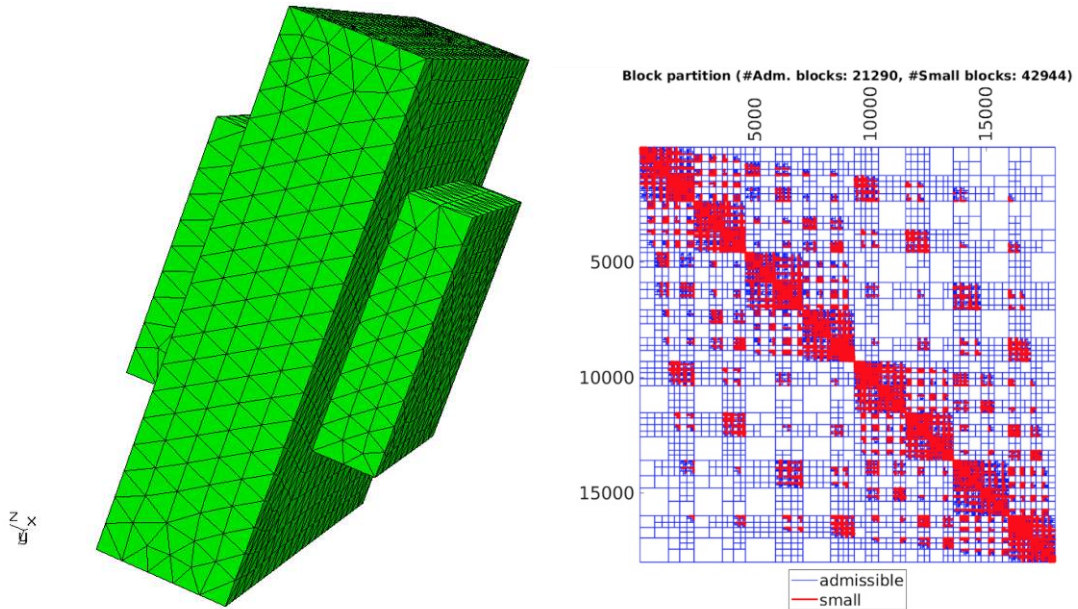 Block partition (#Adm. blocks: 21290, #Small blocks: 42944)
5000
10000
15000
5000
10000
15000
z x
y
admissible
small